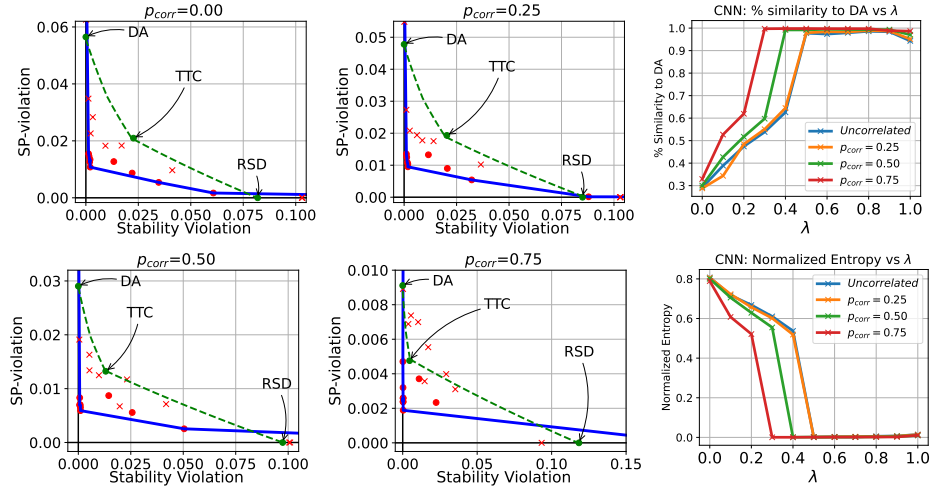 p_corr=0.00
SP-violation
0.06
0.04
0.02
0.00
DA
TTC
RSD
0.000 0.025 0.050 0.075 0.100
Stability Violation
p_corr=0.25
SP-violation
0.05
0.04
0.03
0.02
0.01
0.00
DA
TTC
RSD
0.000 0.025 0.050 0.075 0.100
Stability Violation
CNN: % similarity to DA vs λ
% Similarity to DA
1.0
0.9
0.8
0.7
0.6
0.5
0.4
0.3
Uncorrelated
p_corr = 0.25
p_corr = 0.50
p_corr = 0.75
0.0 0.2 0.4 0.6 0.8 1.0
λ
p_corr=0.50
SP-violation
0.03
0.02
0.01
0.00
DA
TTC
RSD
0.000 0.025 0.050 0.075 0.100
Stability Violation
p_corr=0.75
SP-violation
0.010
0.008
0.006
0.004
0.002
0.000
DA
TTC
RSD
0.00 0.05 0.10 0.15
Stability Violation
CNN: Normalized Entropy vs λ
Normalized Entropy
0.8
0.6
0.4
0.2
0.0
Uncorrelated
p_corr = 0.25
p_corr = 0.50
p_corr = 0.75
0.0 0.2 0.4 0.6 0.8 1.0
λ